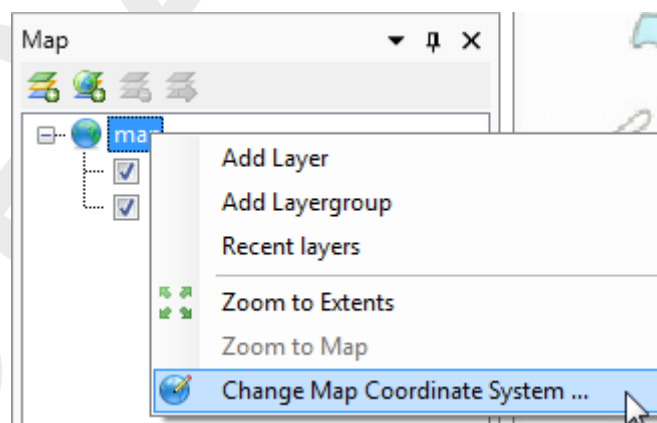 Map
map
Add Layer
Add Layergroup
Recent layers
Zoom to Extents
Zoom to Map
Change Map Coordinate System ...